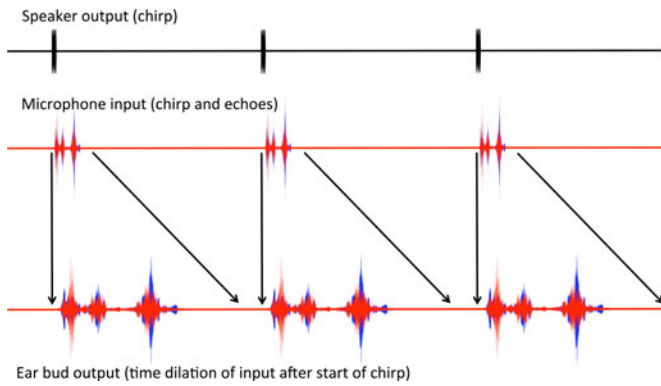 Speaker output (chirp)
Microphone input (chirp and echoes)
Ear bud output (time dilation of input after start of chirp)